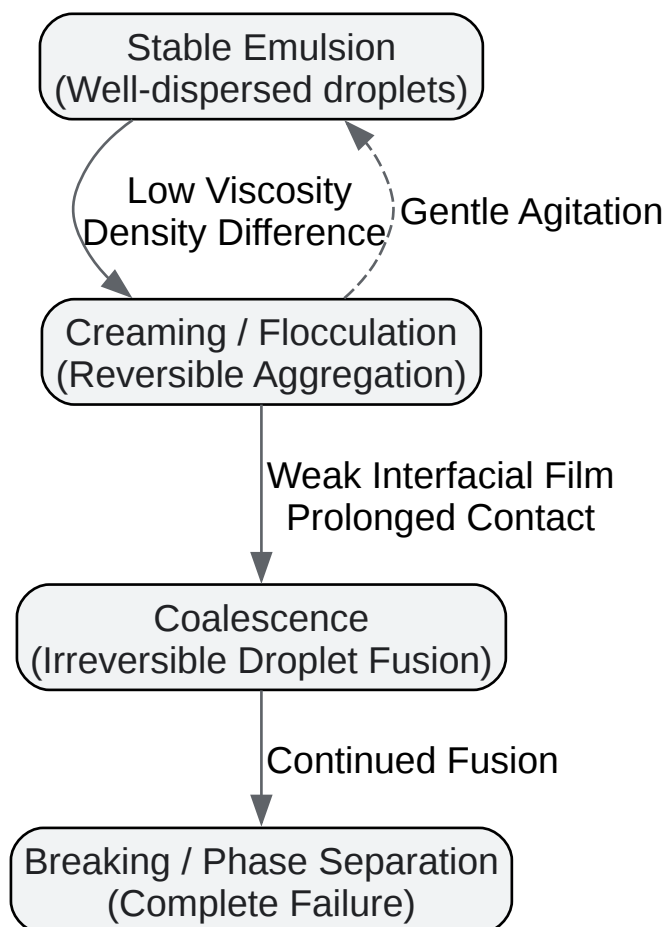 Stable Emulsion
(Well-dispersed droplets)
Low Viscosity
Density Difference
Gentle Agitation
Creaming / Flocculation
(Reversible Aggregation)
Weak Interfacial Film
Prolonged Contact
Coalescence
(Irreversible Droplet Fusion)
Continued Fusion
Breaking / Phase Separation
(Complete Failure)